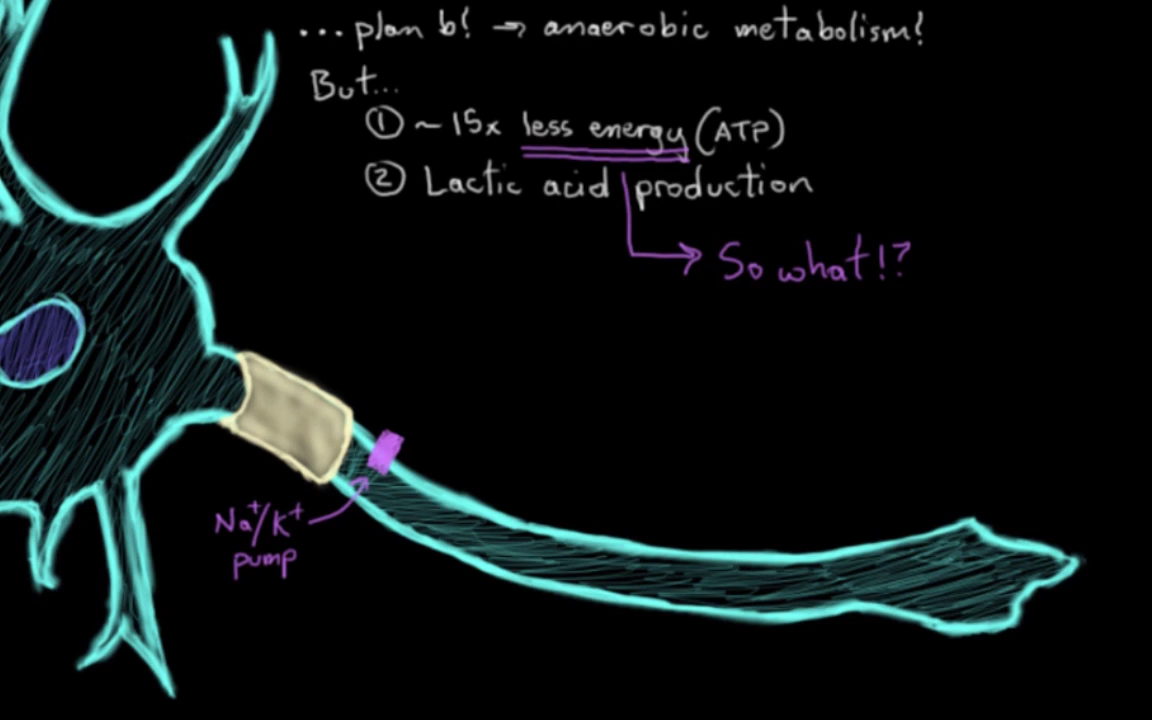 ...plan b! → anaerobic metabolism!
But...
① ~15x less energy (ATP)
② Lactic acid production
So what!?
Na+/K+
pump